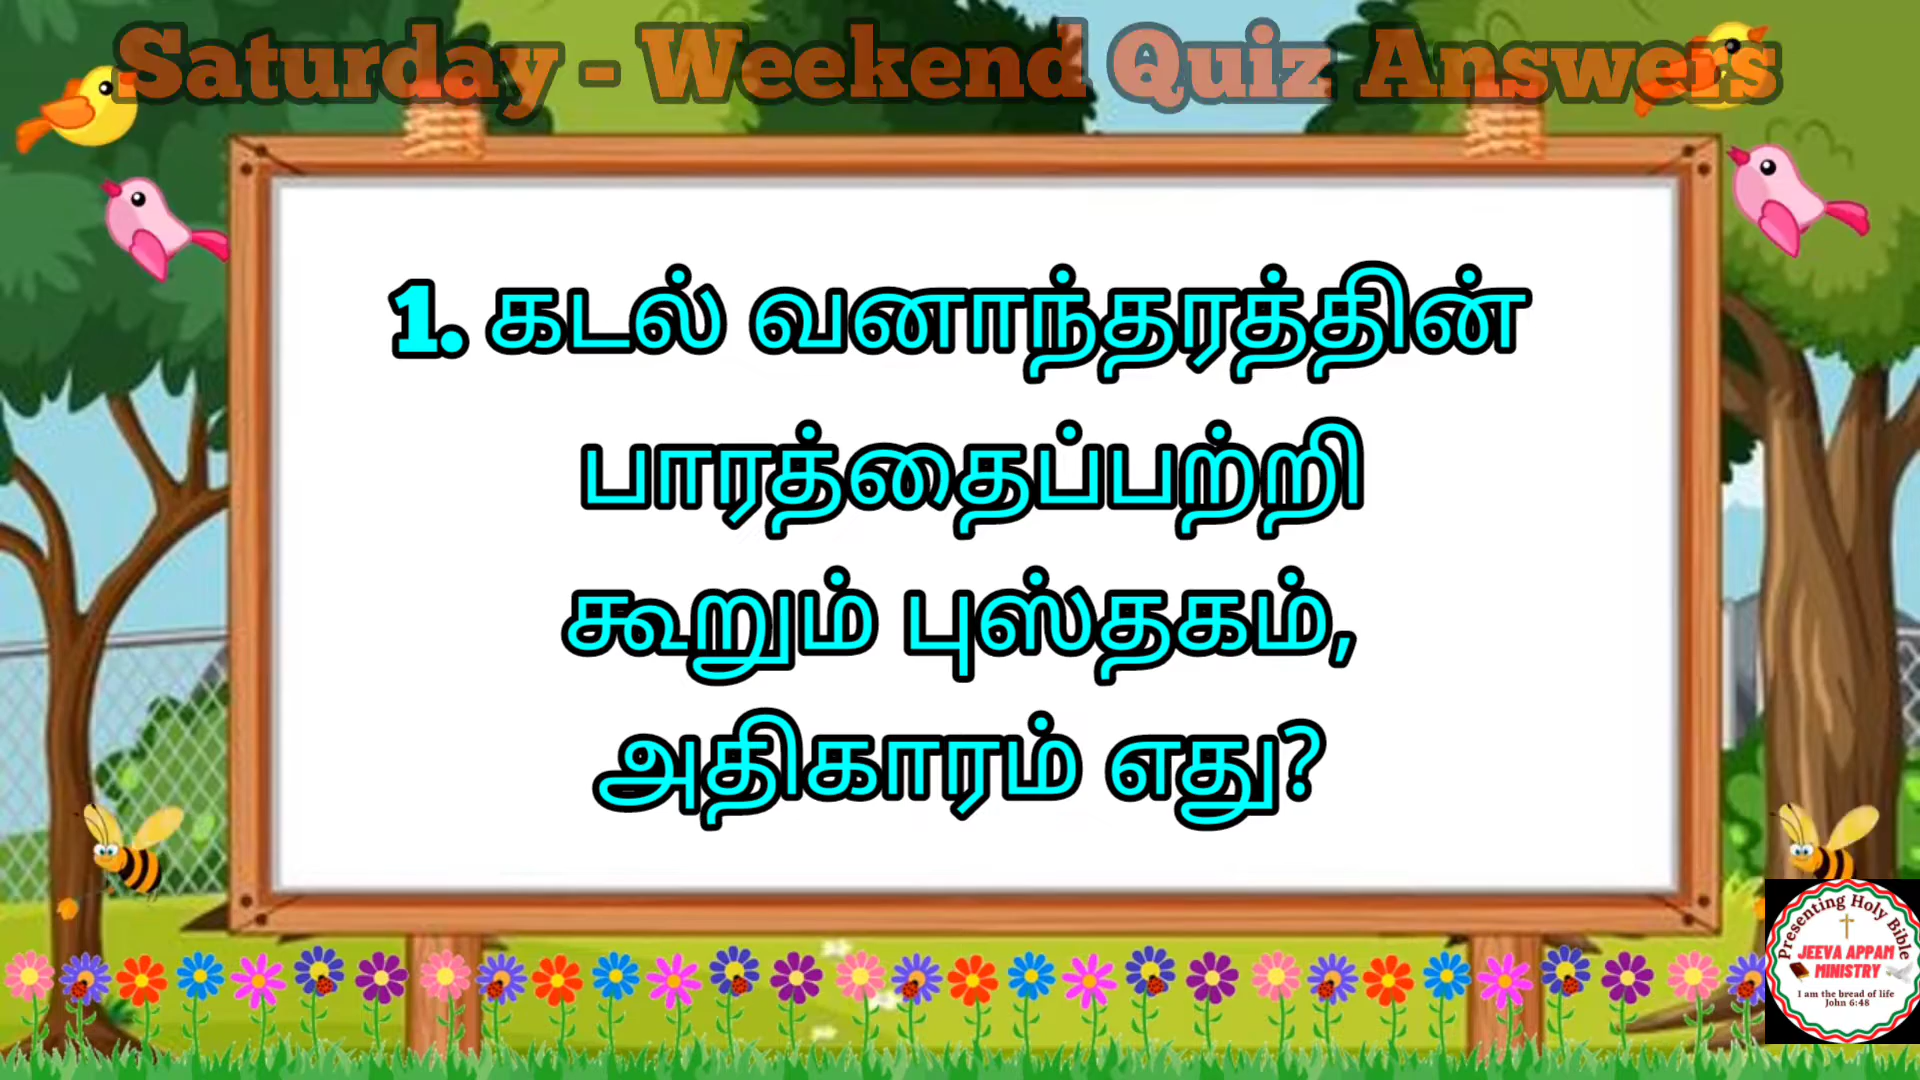 Saturday - Weekend Quiz Answers
1. கடல் வனாந்தரத்தின்
பாரத்தைப்பற்றி
கூறும் புஸ்தகம்,
அதிகாரம் எது?
Presenting Holy Bible
JEEVA APPAM
MINISTRY
I am the bread of life
John 6:48